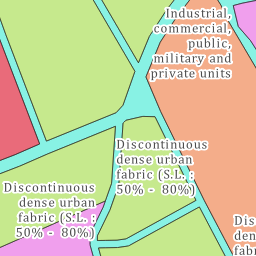 Industrial,
commercial,
public,
military and
private units
Discontinuous
dense urban
fabric (S.L. :
50% -  80%)
Discontinuous
dense urban
fabric (S.L. :
50% -  80%)
Dis
den
fab